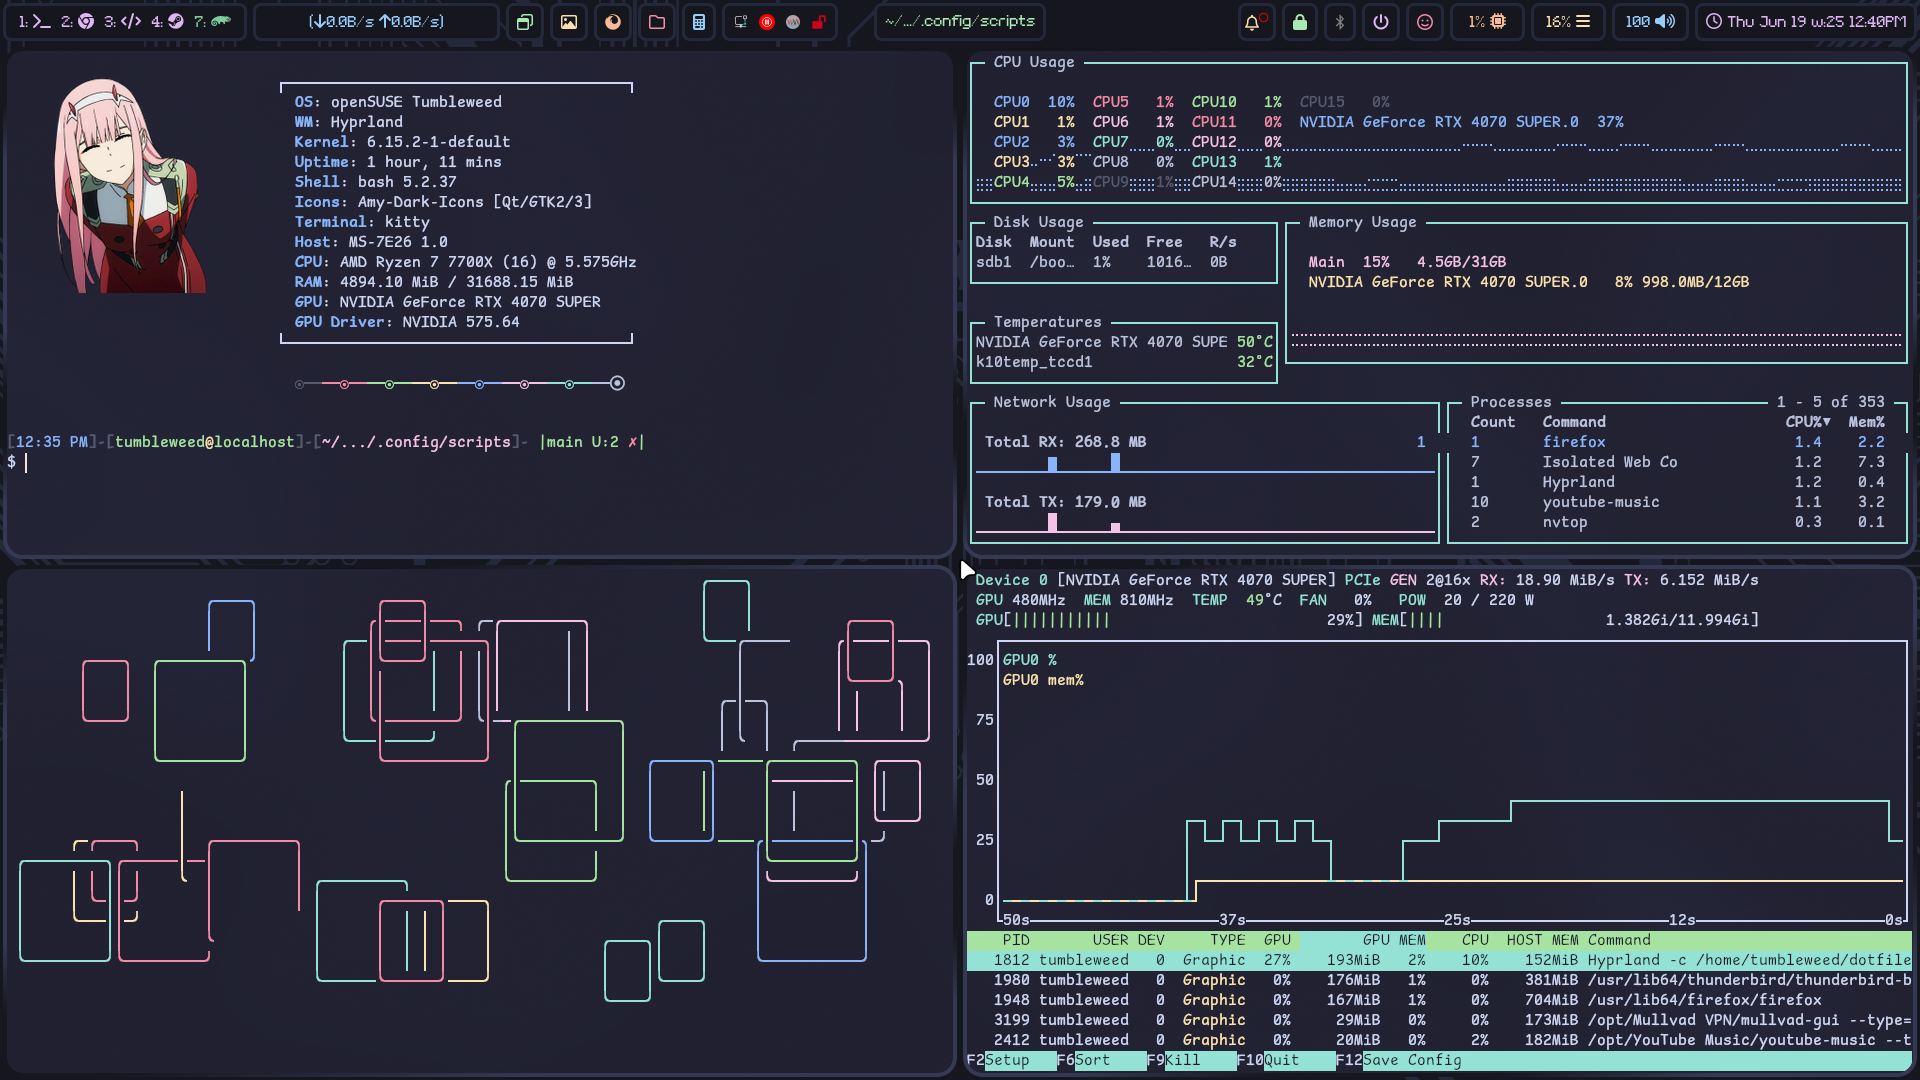 1: 2: 3: 4: 7:
(↓0.0B/s ↑0.0B/s)
~/.../.config/scripts
1%
16%
100
Thu Jun 19 w:25 12:40PM
OS: openSUSE Tumbleweed
WM: Hyprland
Kernel: 6.15.2-1-default
Uptime: 1 hour, 11 mins
Shell: bash 5.2.37
Icons: Amy-Dark-Icons [Qt/GTK2/3]
Terminal: kitty
Host: MS-7E26 1.0
CPU: AMD Ryzen 7 7700X (16) @ 5.575GHz
RAM: 4894.10 MiB / 31688.15 MiB
GPU: NVIDIA GeForce RTX 4070 SUPER
GPU Driver: NVIDIA 575.64
[12:35 PM]-[tumbleweed@localhost]-[~/.../.config/scripts]- |main U:2 ✗|
$
CPU Usage
CPU0 10% CPU5 1% CPU10 1% CPU15 0%
CPU1 1% CPU6 1% CPU11 0% NVIDIA GeForce RTX 4070 SUPER.0 37%
CPU2 3% CPU7 0% CPU12 0%
CPU3 3% CPU8 0% CPU13 1%
CPU4 5% CPU9 1% CPU14 0%
Disk Usage
Disk Mount Used Free R/s
sdb1 /boo… 1% 1016… 0B
Memory Usage
Main 15% 4.5GB/31GB
NVIDIA GeForce RTX 4070 SUPER.0 8% 998.0MB/12GB
Temperatures
NVIDIA GeForce RTX 4070 SUPE 50°C
k10temp_tccd1 32°C
Network Usage
Total RX: 268.8 MB 1
Total TX: 179.0 MB
Processes 1 - 5 of 353
Count Command CPU%▼ Mem%
1 firefox 1.4 2.2
7 Isolated Web Co 1.2 7.3
1 Hyprland 1.2 0.4
10 youtube-music 1.1 3.2
2 nvtop 0.3 0.1
Device 0 [NVIDIA GeForce RTX 4070 SUPER] PCIe GEN 2@16x RX: 18.90 MiB/s TX: 6.152 MiB/s
GPU 480MHz MEM 810MHz TEMP 49°C FAN 0% POW 20 / 220 W
GPU[||||||||||| 29%] MEM[|||| 1.382Gi/11.994Gi]
100 GPU0 %
GPU0 mem%
75
50
25
0
50s 37s 25s 12s 0s
PID USER DEV TYPE GPU GPU MEM CPU HOST MEM Command
1812 tumbleweed 0 Graphic 27% 193MiB 2% 10% 152MiB Hyprland -c /home/tumbleweed/dotfile
1980 tumbleweed 0 Graphic 0% 176MiB 1% 0% 381MiB /usr/lib64/thunderbird/thunderbird-b
1948 tumbleweed 0 Graphic 0% 167MiB 1% 0% 704MiB /usr/lib64/firefox/firefox
3199 tumbleweed 0 Graphic 0% 29MiB 0% 0% 173MiB /opt/Mullvad VPN/mullvad-gui --type=
2412 tumbleweed 0 Graphic 0% 20MiB 0% 2% 182MiB /opt/YouTube Music/youtube-music --t
F2Setup F6Sort F9Kill F10Quit F12Save Config